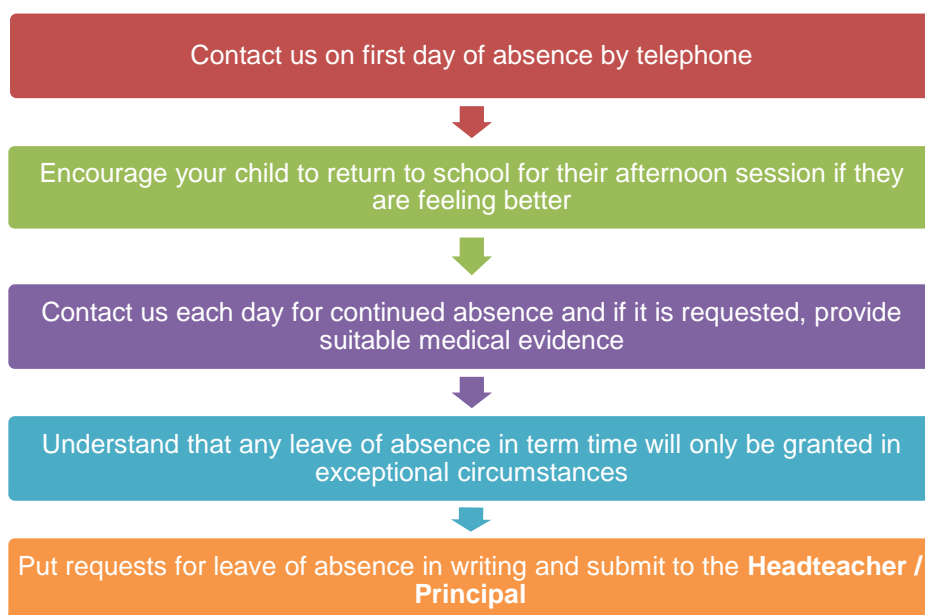 Contact us on first day of absence by telephone
Encourage your child to return to school for their afternoon session if they
are feeling better
Contact us each day for continued absence and if it is requested, provide
suitable medical evidence
Understand that any leave of absence in term time will only be granted in
exceptional circumstances
Put requests for leave of absence in writing and submit to the Headteacher /
Principal